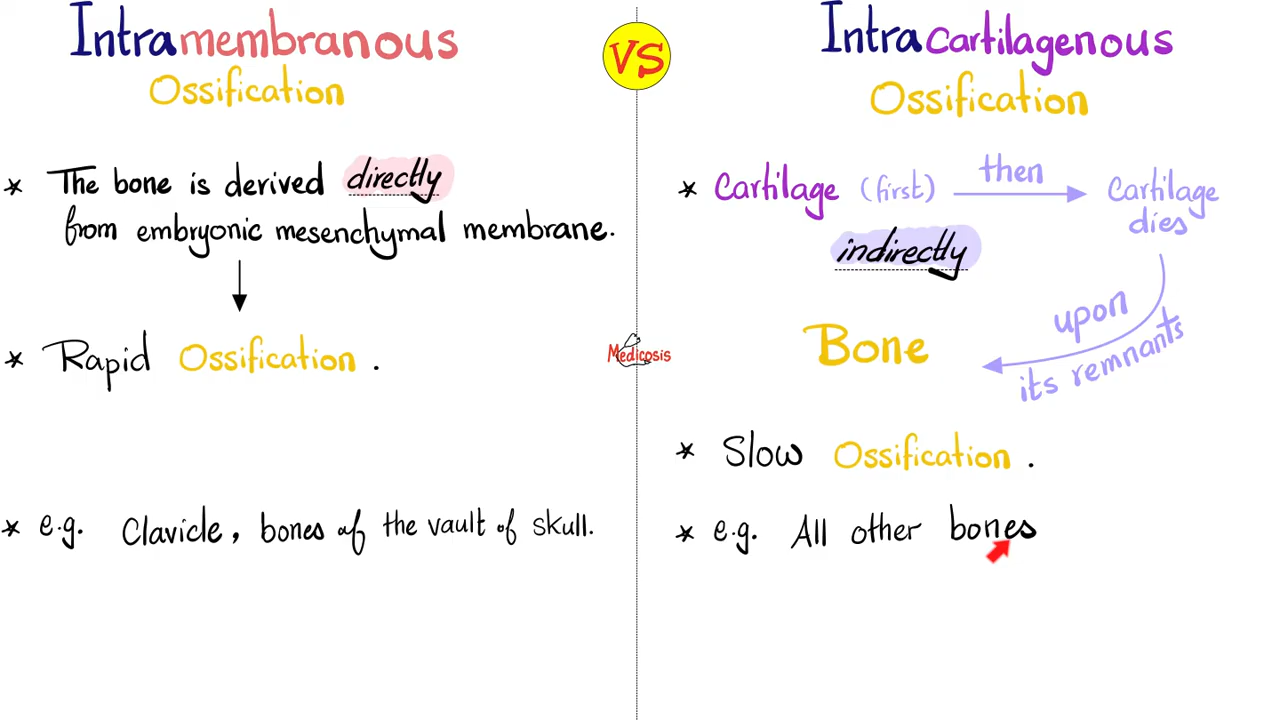 Intramembranous
Ossification
VS
Intracartilagenous
Ossification
* The bone is derived directly
from embryonic mesenchymal membrane.
* Rapid Ossification .
* e.g. Clavicle, bones of the vault of skull.
Medicosis
* Cartilage (first) then Cartilage
dies
indirectly
upon
its remnants
Bone
* Slow Ossification .
* e.g. All other bones